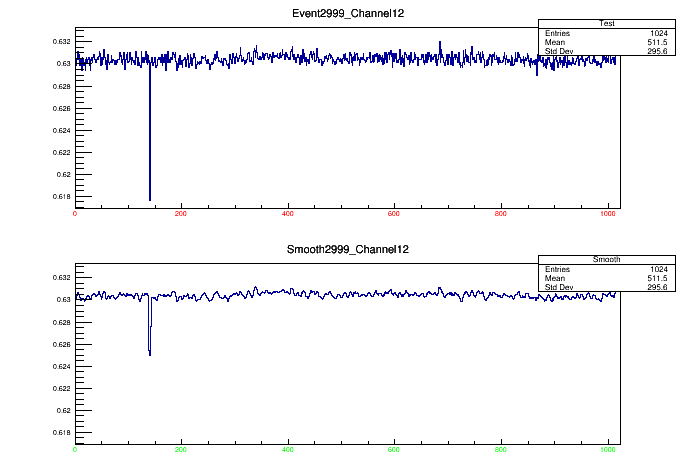 Event2999_Channel12
Test
Entries 1024
Mean 511.5
Std Dev 295.6
0.632
0.63
0.628
0.626
0.624
0.622
0.62
0.618
0 200 400 600 800 1000
Smooth2999_Channel12
Smooth
Entries 1024
Mean 511.5
Std Dev 295.6
0.632
0.63
0.628
0.626
0.624
0.622
0.62
0.618
0 200 400 600 800 1000